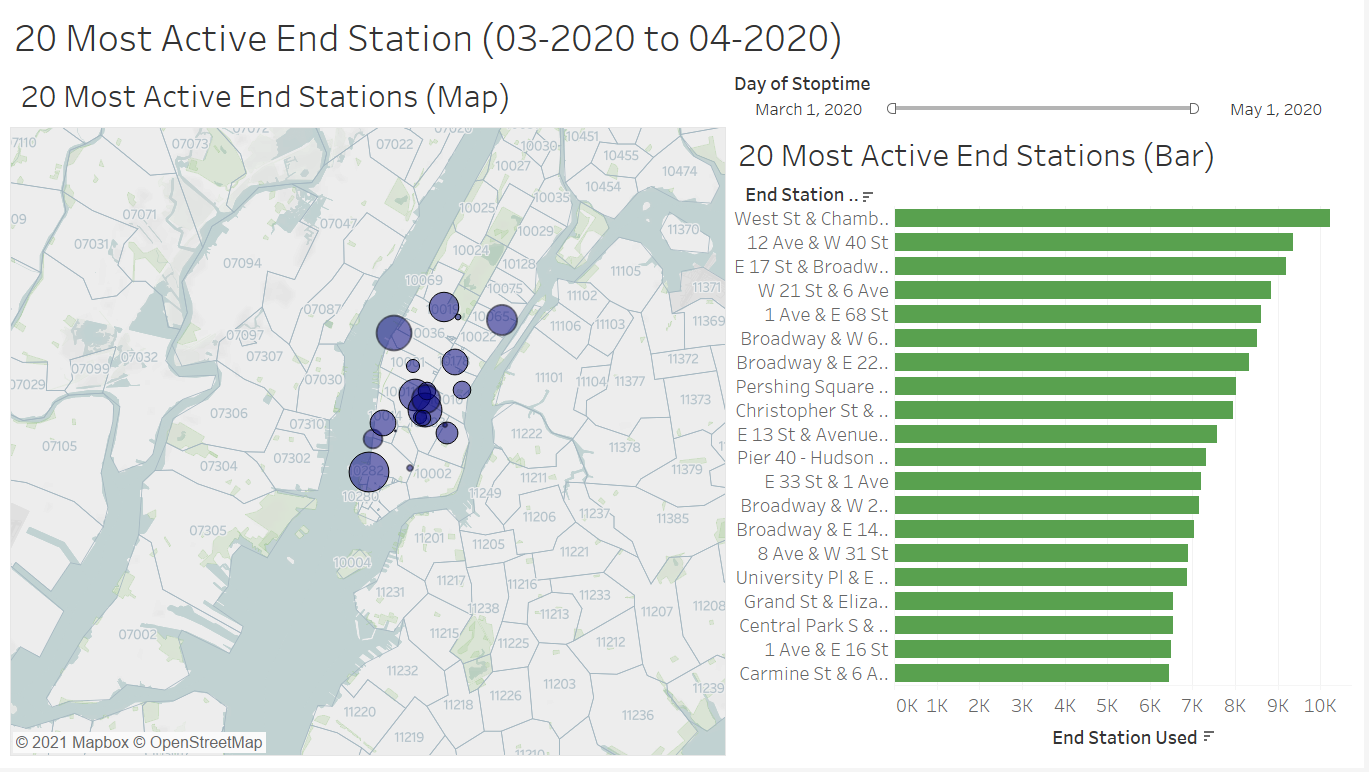 20 Most Active End Station (03-2020 to 04-2020)
20 Most Active End Stations (Map)
07110
07073
07072
07022
07020
10030
10451
10455
10474
10027
10454
09
07071
07047
10025
10035
07031
10029
11370
07094
10024
10128
11105
10069
10075
11371
11102
07087
10019
10065
11106
11103
11369
07097
10036
10022
07032
07307
11372
07099
07029
07030
11101
11104
11377
11373
07306
07310
11222
11378
07105
07304
07302
10282
10002
11211
11379
10280
11249
07305
11206
11237
11385
11201
11205
11221
10004
11217
11216
11231
11233
11238
11207
11208
11213
07002
11215
11225
11212
11232
11203
11239
11218
11226
11220
11236
11219
11210
© 2021 Mapbox © OpenStreetMap
Day of Stoptime
March 1, 2020
May 1, 2020
20 Most Active End Stations (Bar)
End Station ..
West St & Chamb..
12 Ave & W 40 St
E 17 St & Broadw..
W 21 St & 6 Ave
1 Ave & E 68 St
Broadway & W 6..
Broadway & E 22..
Pershing Square ..
Christopher St & ..
E 13 St & Avenue..
Pier 40 - Hudson ..
E 33 St & 1 Ave
Broadway & W 2..
Broadway & E 14..
8 Ave & W 31 St
University Pl & E ..
Grand St & Eliza..
Central Park S & ..
1 Ave & E 16 St
Carmine St & 6 A..
0K 1K 2K 3K 4K 5K 6K 7K 8K 9K 10K
End Station Used